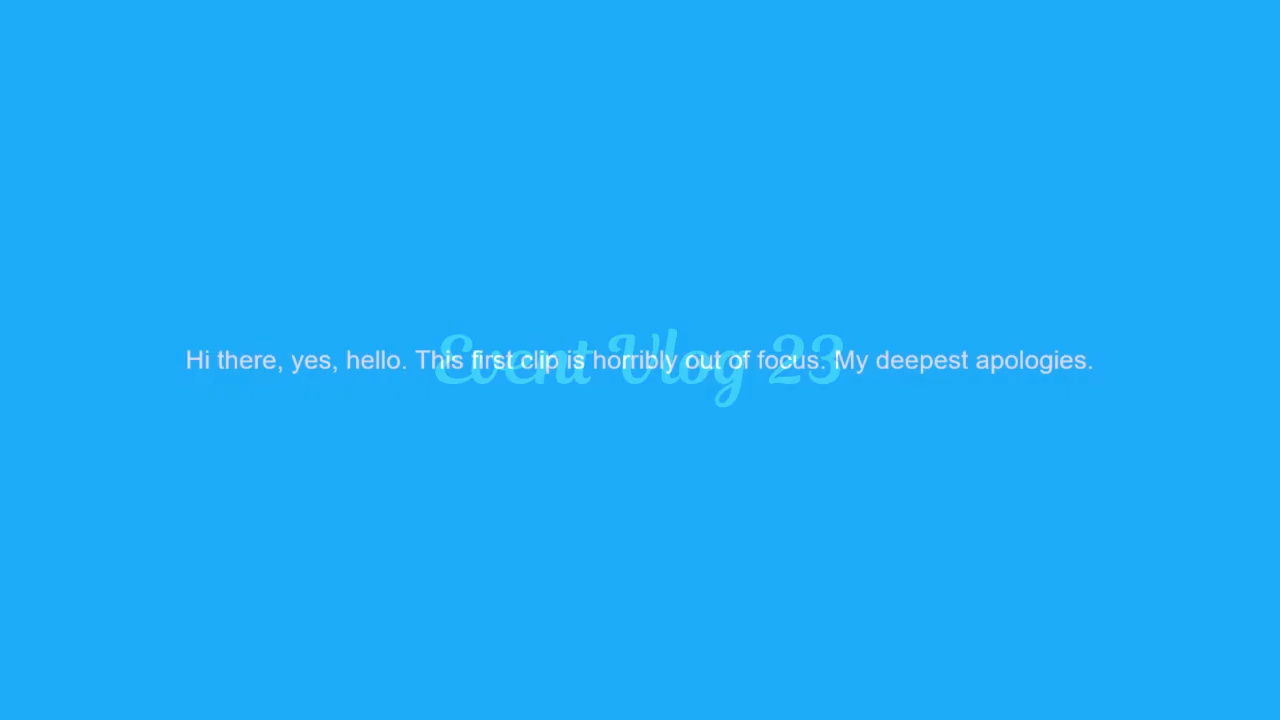 Event Vlog 23
Hi there, yes, hello. This first clip is horribly out of focus. My deepest apologies.